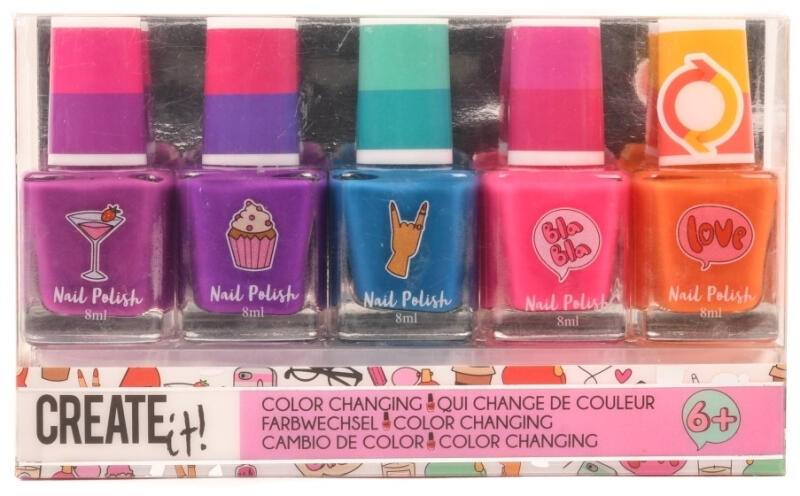 Nail Polish
8ml
Nail Polish
8ml
Nail Polish
8ml
Bla
Bla
Nail Polish
8ml
love
Nail Polish
8ml
CREATE it!
COLOR CHANGING QUI CHANGE DE COULEUR
FARBWECHSEL COLOR CHANGING
CAMBIO DE COLOR COLOR CHANGING
6+